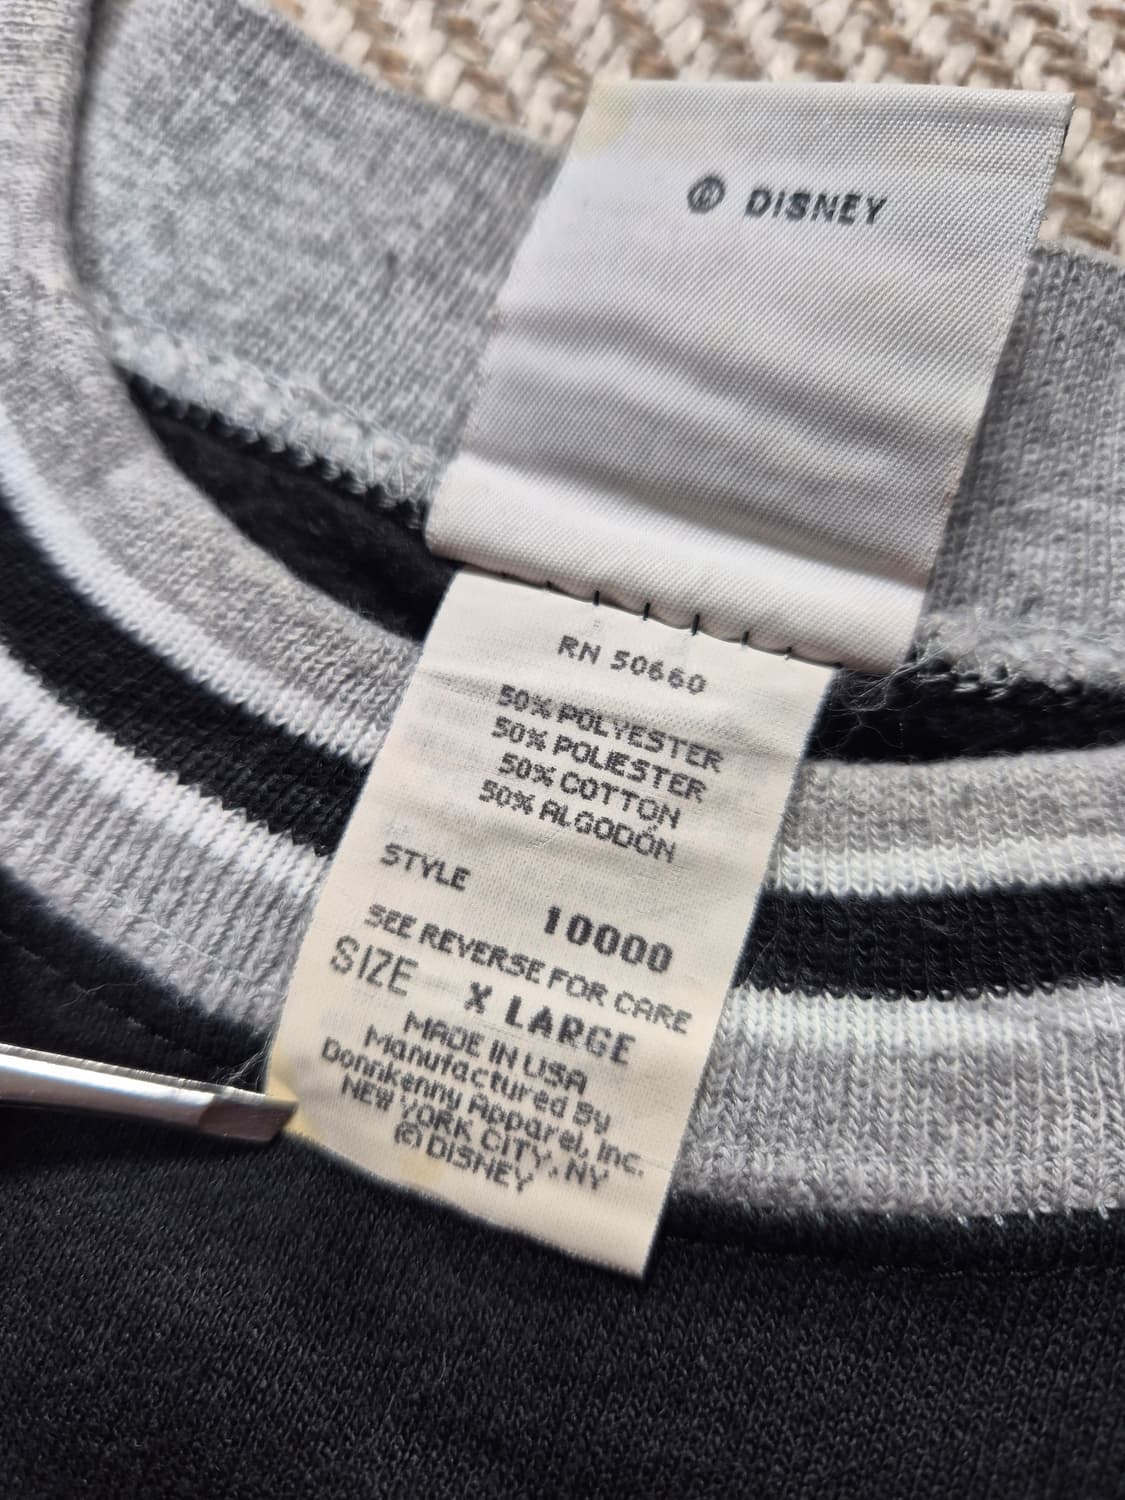 ® DiSNEY
RN 50660
50% POLYESTER
50% POLIESTER
50% COTTON
50% ALGODÓN
STYLE
10000
SEE REVERSE FOR CARE
SIZE X LARGE
MADE IN USA
Manufactured By
Donnkenny Apparel, Inc.
NEW YORK CITY, NY
© DISNEY